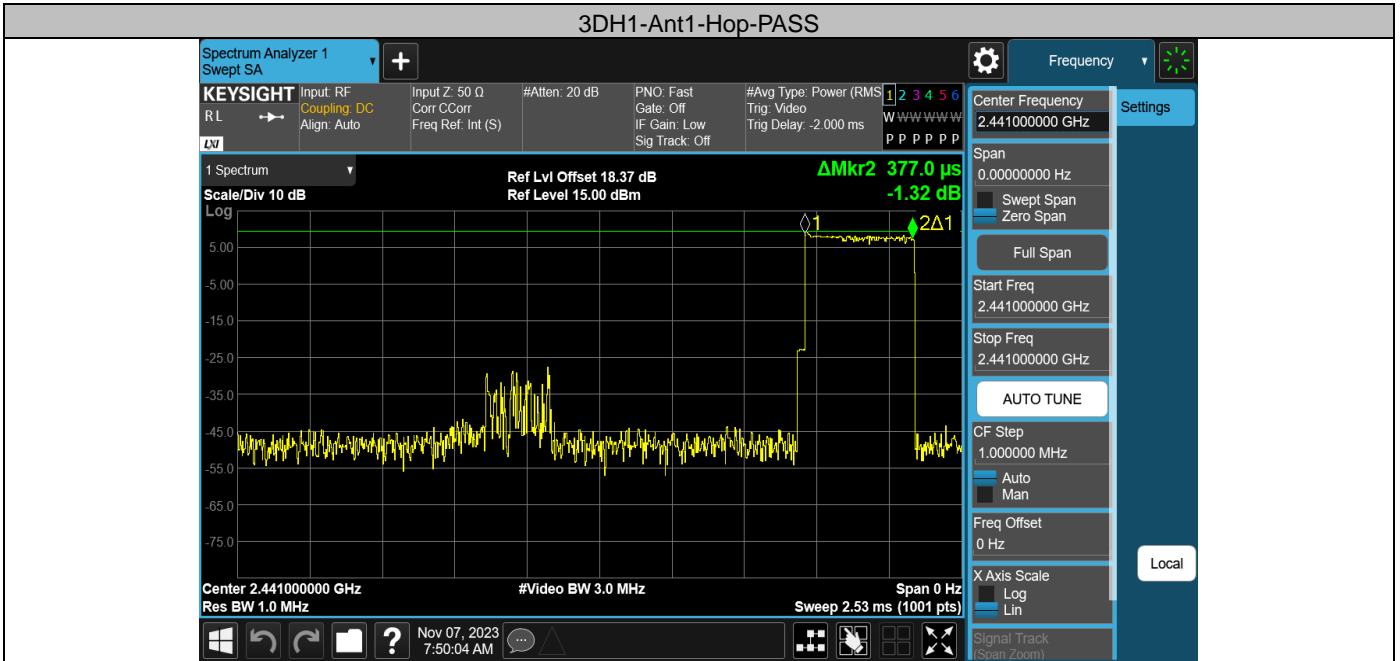 3DH1-Ant1-Hop-PASS
Spectrum Analyzer 1
Swept SA
Frequency
KEYSIGHT
RL
LXI
Input: RF
Coupling: DC
Align: Auto
Input Z: 50 Ω
Corr CCorr
Freq Ref: Int (S)
#Atten: 20 dB
PNO: Fast
Gate: Off
IF Gain: Low
Sig Track: Off
#Avg Type: Power (RMS
Trig: Video
Trig Delay: -2.000 ms
1 2 3 4 5 6
W W W W W W
P P P P P P
1 Spectrum
Scale/Div 10 dB
Log
Ref Lvl Offset 18.37 dB
Ref Level 15.00 dBm
ΔMkr2 377.0 µs
-1.32 dB
1
2Δ1
5.00
-5.00
-15.0
-25.0
-35.0
-45.0
-55.0
-65.0
-75.0
Center 2.441000000 GHz
Res BW 1.0 MHz
#Video BW 3.0 MHz
Span 0 Hz
Sweep 2.53 ms (1001 pts)
Center Frequency
2.441000000 GHz
Settings
Span
0.00000000 Hz
Swept Span
Zero Span
Full Span
Start Freq
2.441000000 GHz
Stop Freq
2.441000000 GHz
AUTO TUNE
CF Step
1.000000 MHz
Auto
Man
Freq Offset
0 Hz
X Axis Scale
Log
Lin
Signal Track
(Span Zoom)
Local
?
Nov 07, 2023
7:50:04 AM